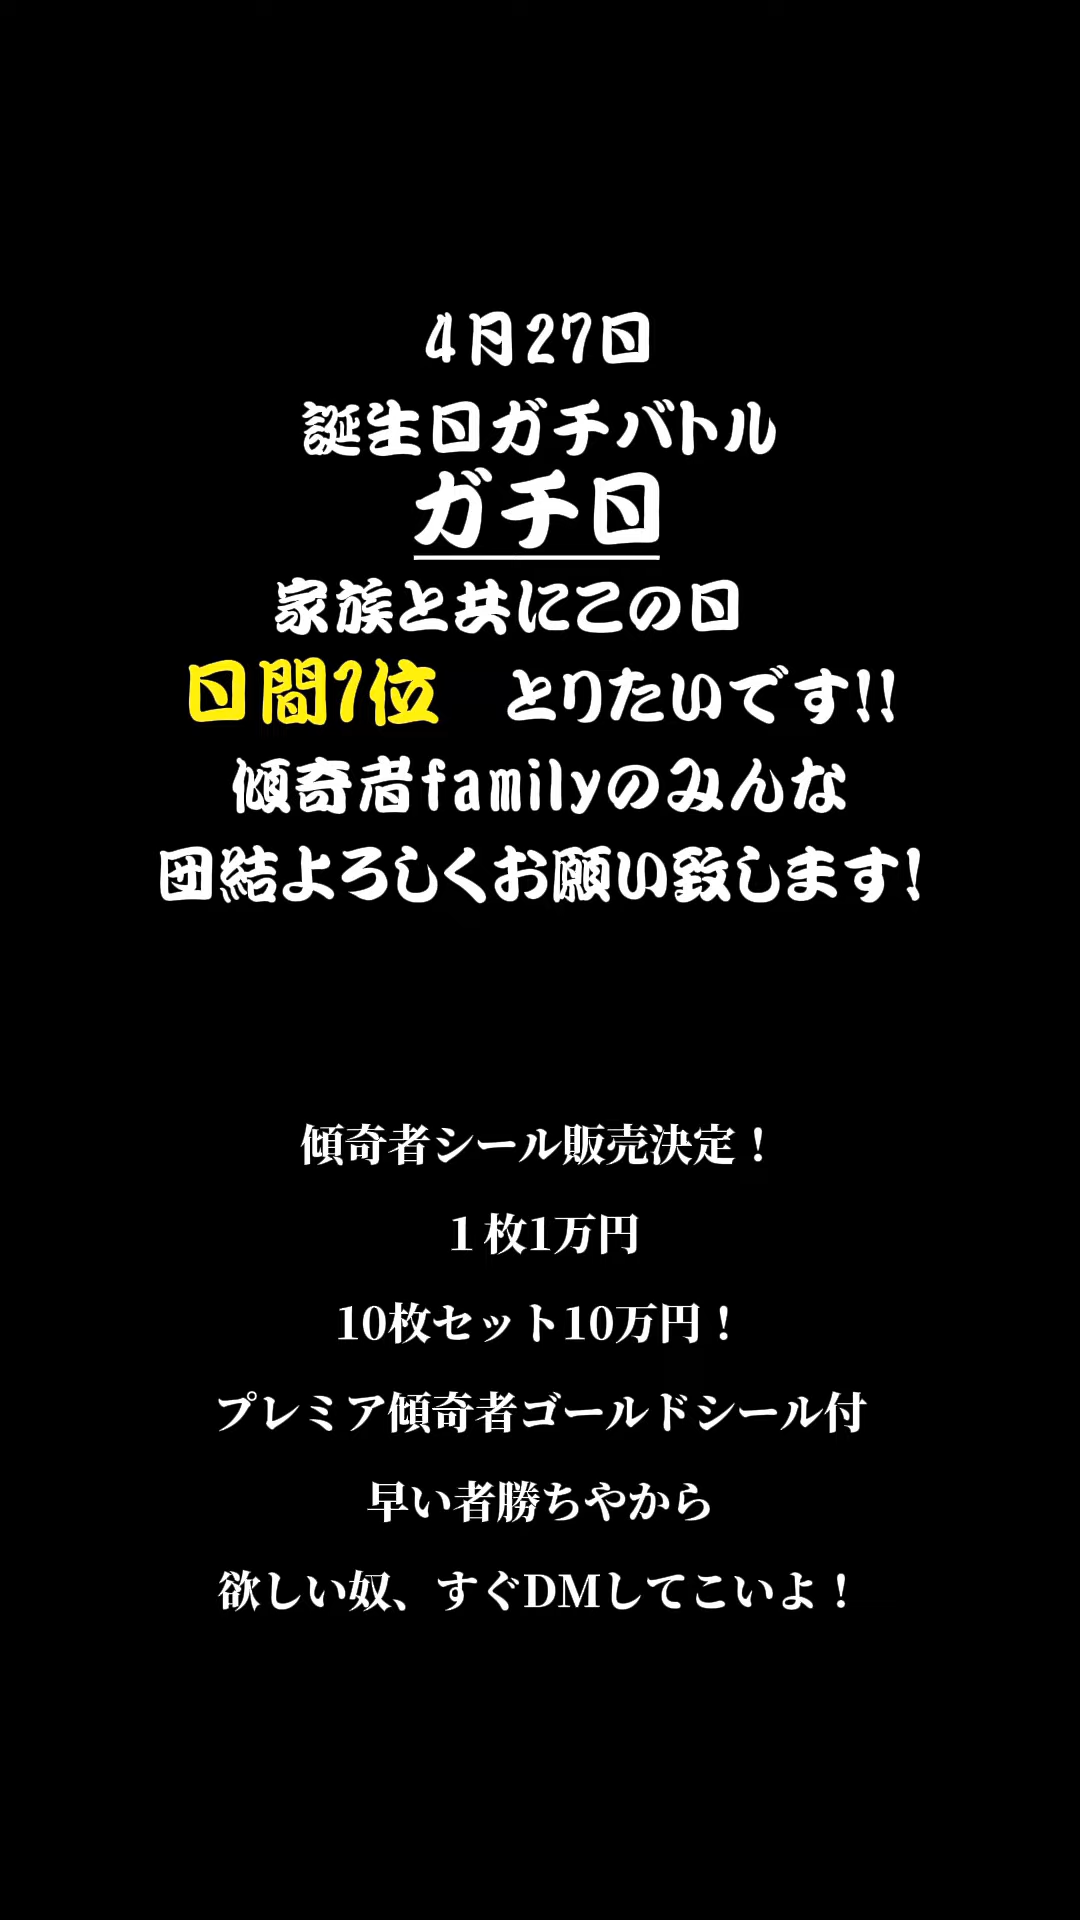 4月27日
誕生日ガチバトル
ガチ日
家族と共にこの日
日間1位　とりたいです!!
傾奇者familyのみんな
団結よろしくお願い致します!
傾奇者シール販売決定！
１枚1万円
10枚セット10万円！
プレミア傾奇者ゴールドシール付
早い者勝ちやから
欲しい奴、すぐDMしてこいよ！